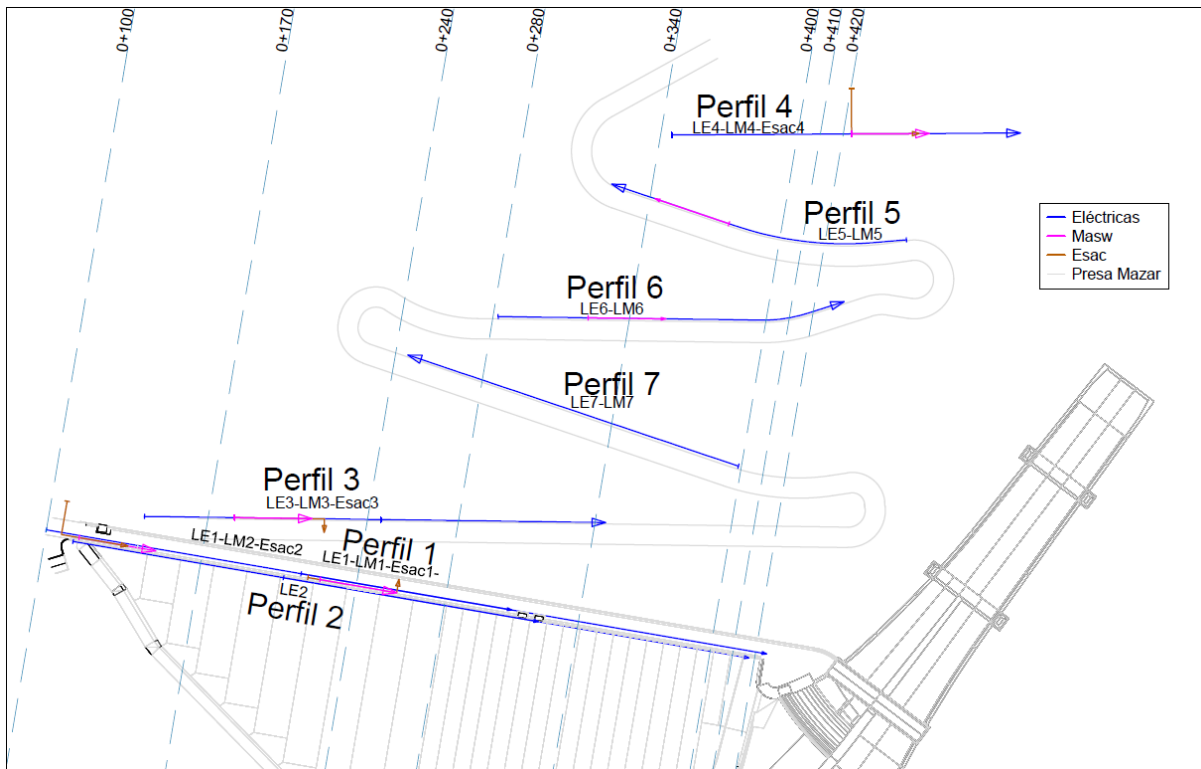 0+100
0+170
0+240
0+280
0+340
0+400
0+410
0+420
Perfil 4
LE4-LM4-Esac4
Perfil 5
LE5-LM5
Eléctricas
Masw
Esac
Presa Mazar
Perfil 6
LE6-LM6
Perfil 7
LE7-LM7
Perfil 3
LE3-LM3-Esac3
LE1-LM2-Esac2
Perfil 1
LE1-LM1-Esac1-
LE2
Perfil 2